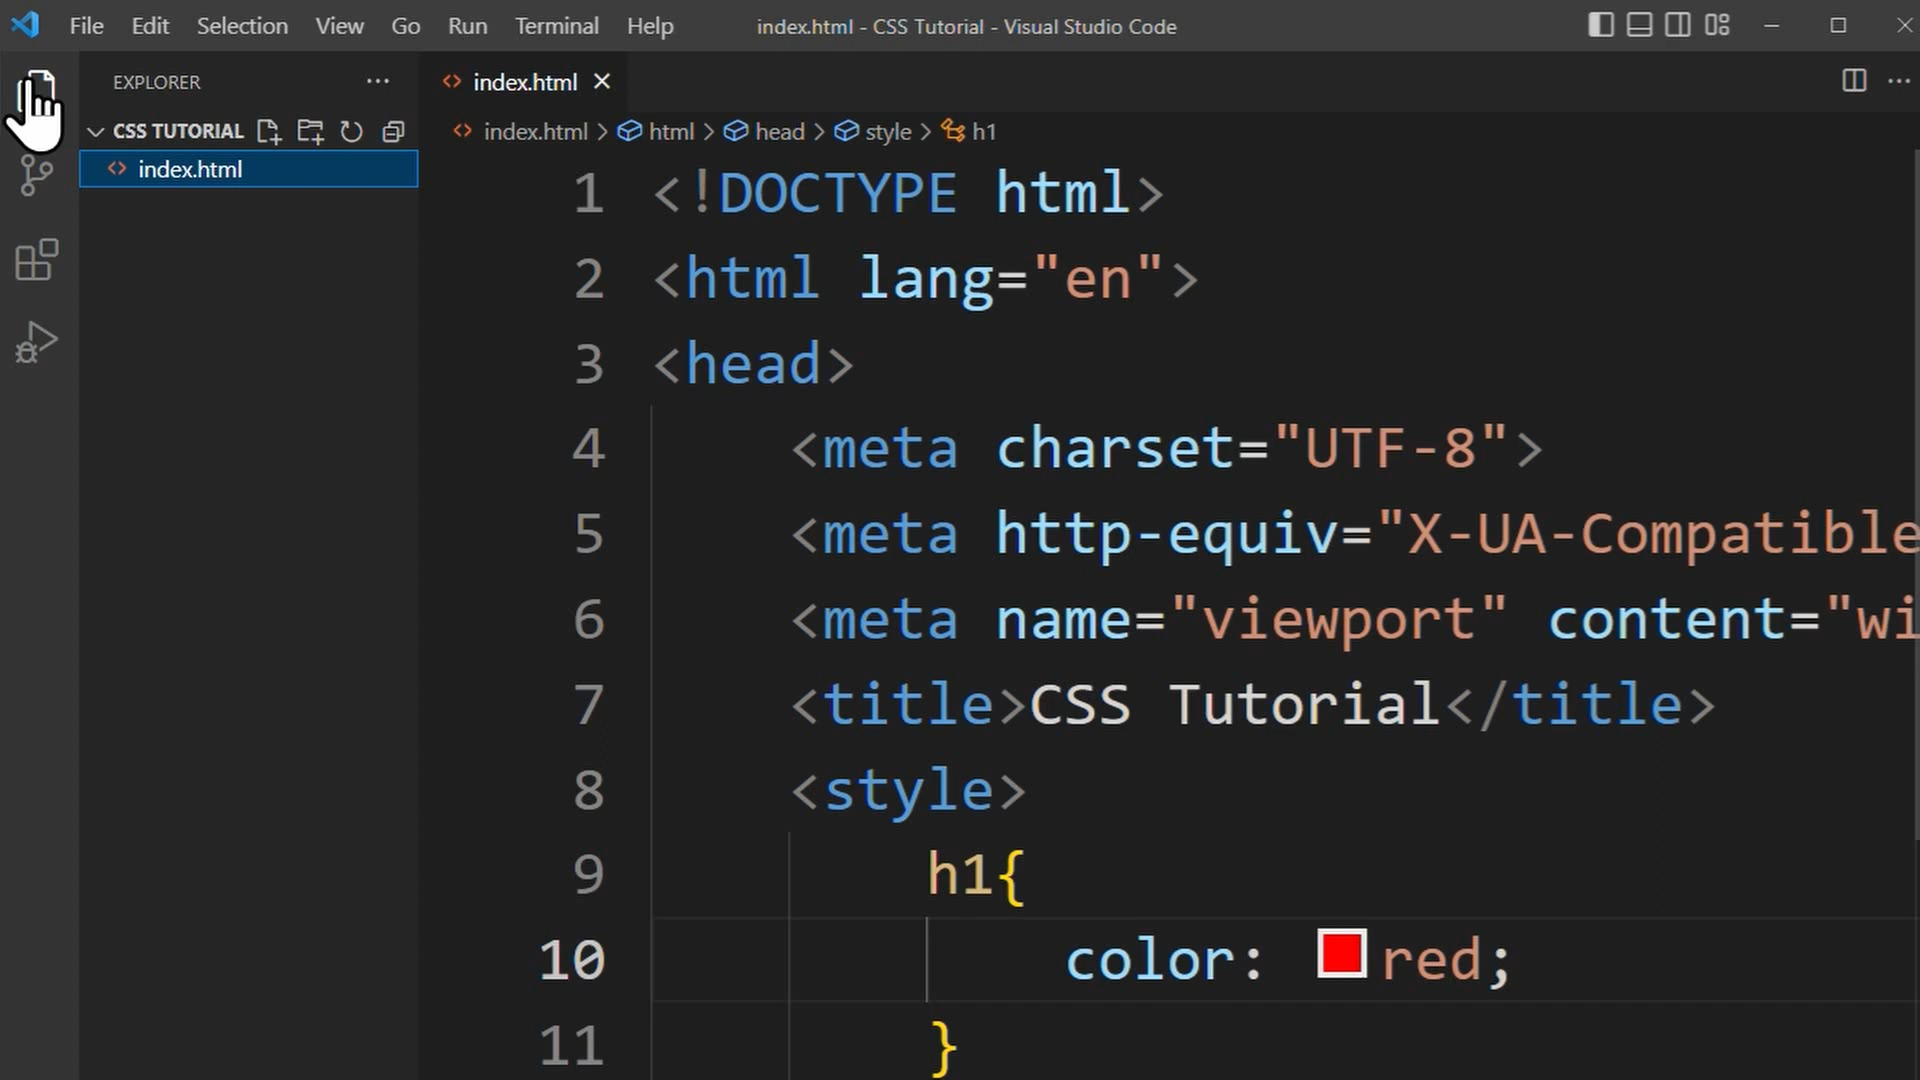 File Edit Selection View Go Run Terminal Help index.html - CSS Tutorial - Visual Studio Code
EXPLORER
CSS TUTORIAL
index.html
index.html
index.html > html > head > style > h1
1 <!DOCTYPE html>
2 <html lang="en">
3 <head>
4 <meta charset="UTF-8">
5 <meta http-equiv="X-UA-Compatible
6 <meta name="viewport" content="wi
7 <title>CSS Tutorial</title>
8 <style>
9 h1{
10 color: red;
11 }